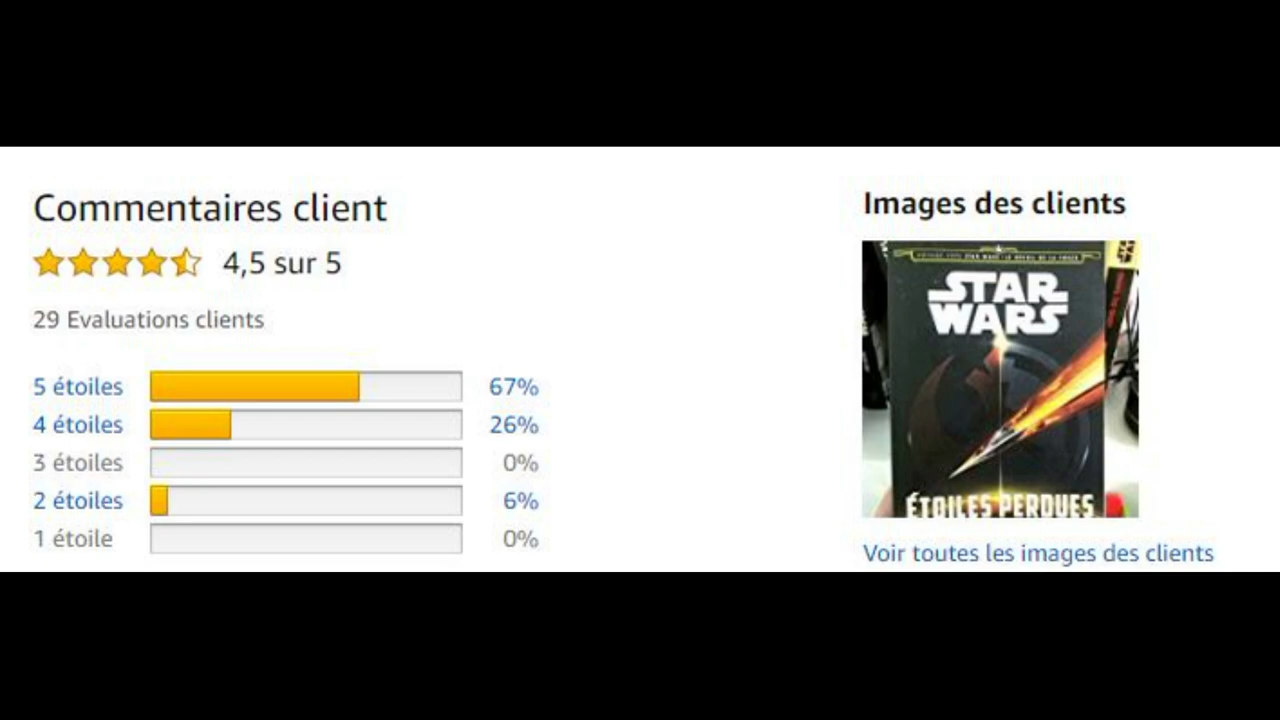 Commentaires client
4,5 sur 5
29 Evaluations clients
5 étoiles 67%
4 étoiles 26%
3 étoiles 0%
2 étoiles 6%
1 étoile 0%
Images des clients
STAR
WARS
ÉTOILES PERDUES
Voir toutes les images des clients